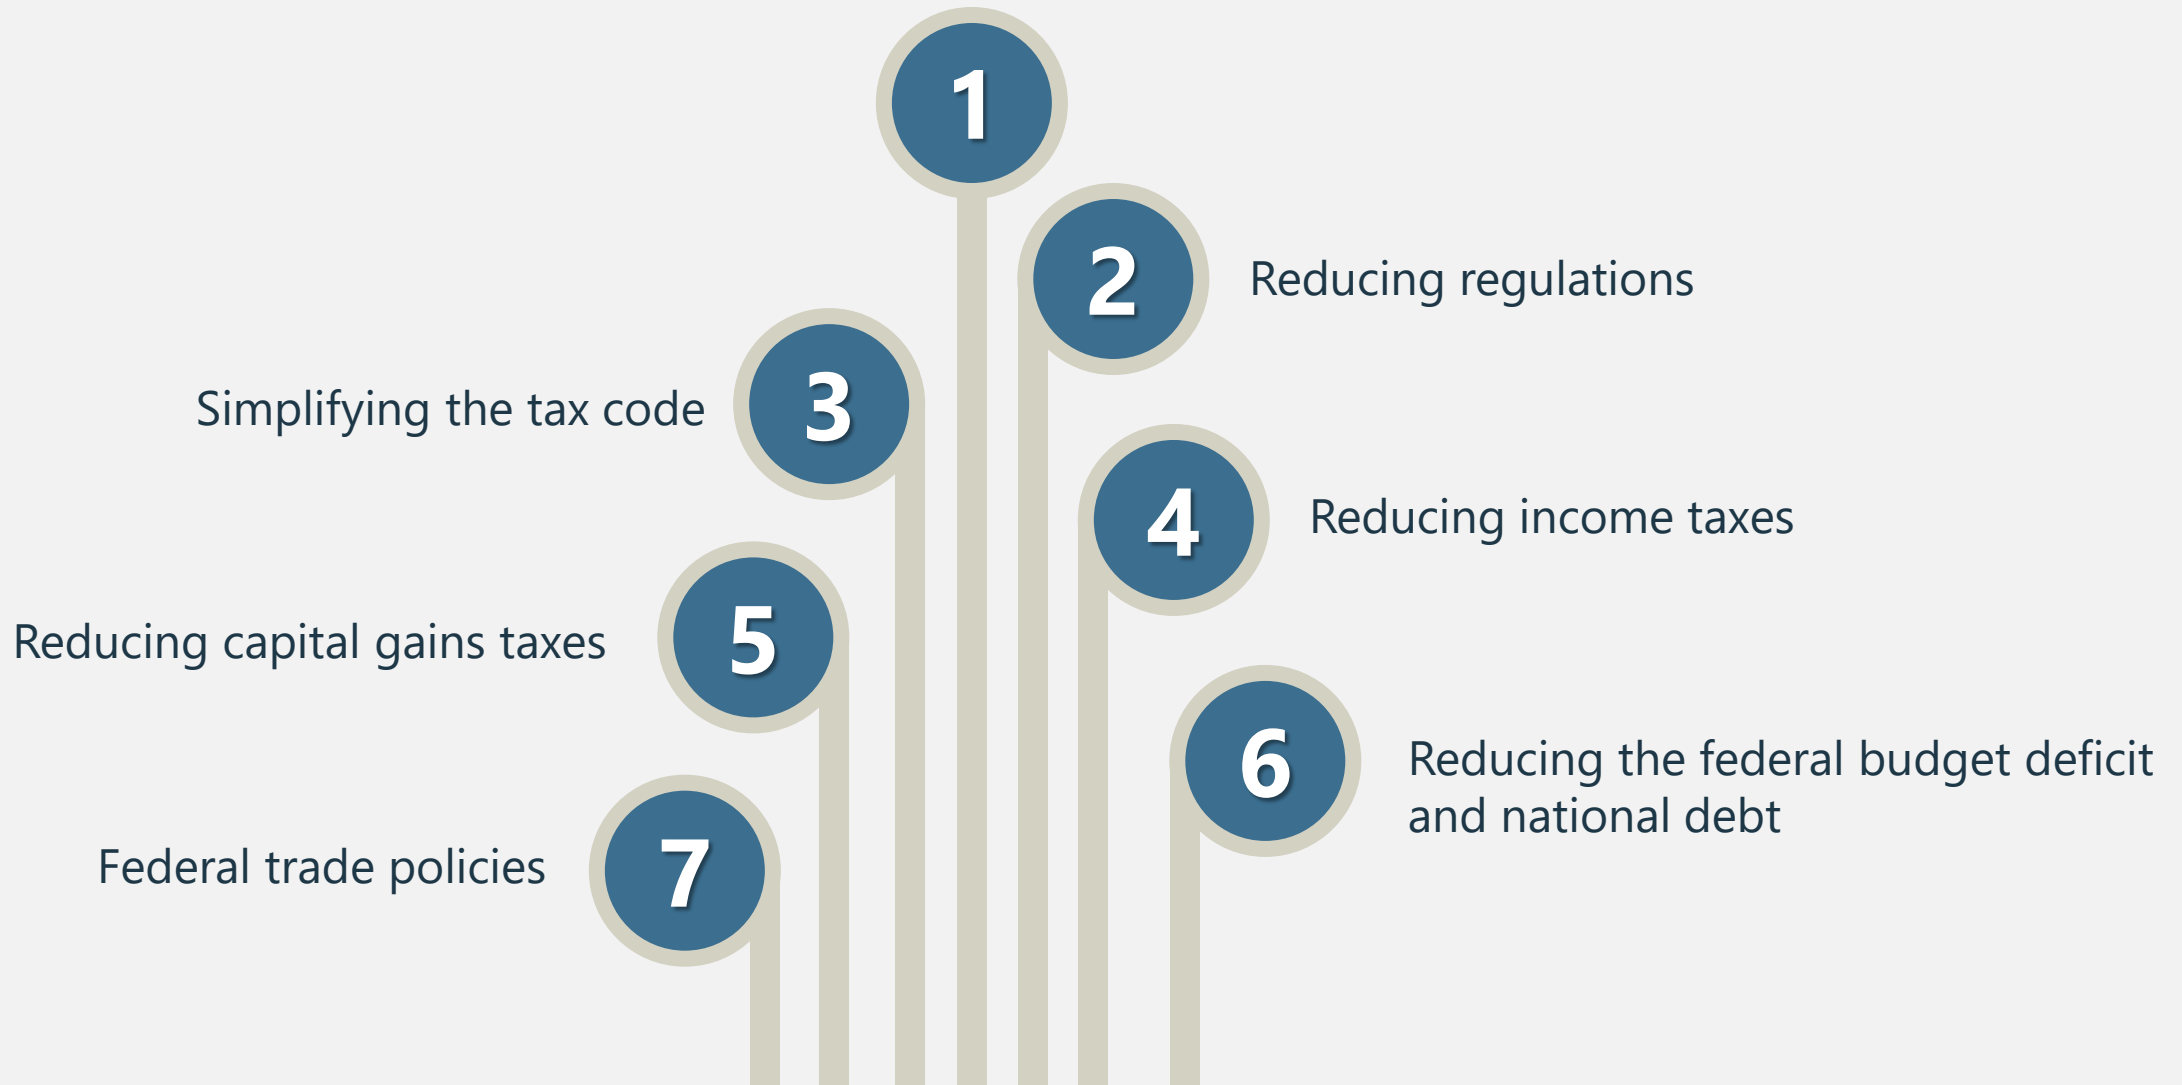 1
2
Reducing regulations
3
Simplifying the tax code
4
Reducing income taxes
5
Reducing capital gains taxes
6
Reducing the federal budget deficit
and national debt
7
Federal trade policies